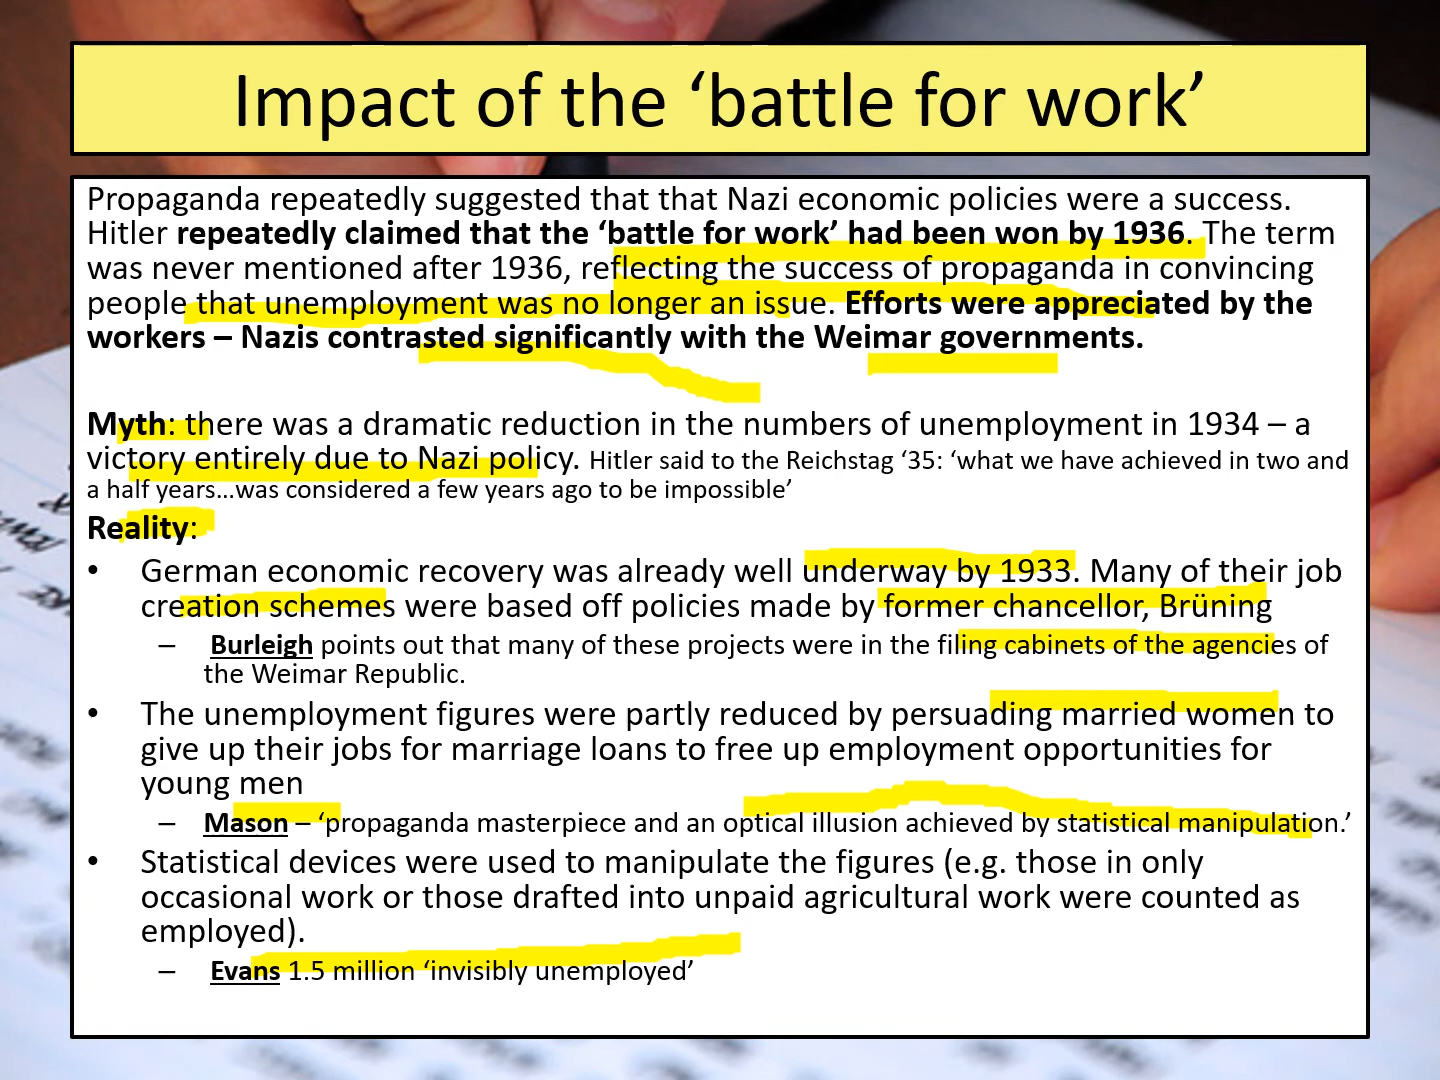 Impact of the ‘battle for work’
Propaganda repeatedly suggested that that Nazi economic policies were a success.
Hitler repeatedly claimed that the ‘battle for work’ had been won by 1936. The term
was never mentioned after 1936, reflecting the success of propaganda in convincing
people that unemployment was no longer an issue. Efforts were appreciated by the
workers – Nazis contrasted significantly with the Weimar governments.
Myth: there was a dramatic reduction in the numbers of unemployment in 1934 – a
victory entirely due to Nazi policy. Hitler said to the Reichstag ‘35: ‘what we have achieved in two and
a half years…was considered a few years ago to be impossible’
Reality:
• German economic recovery was already well underway by 1933. Many of their job
creation schemes were based off policies made by former chancellor, Brüning
– Burleigh points out that many of these projects were in the filing cabinets of the agencies of
the Weimar Republic.
• The unemployment figures were partly reduced by persuading married women to
give up their jobs for marriage loans to free up employment opportunities for
young men
– Mason – ‘propaganda masterpiece and an optical illusion achieved by statistical manipulation.’
• Statistical devices were used to manipulate the figures (e.g. those in only
occasional work or those drafted into unpaid agricultural work were counted as
employed).
– Evans 1.5 million ‘invisibly unemployed’